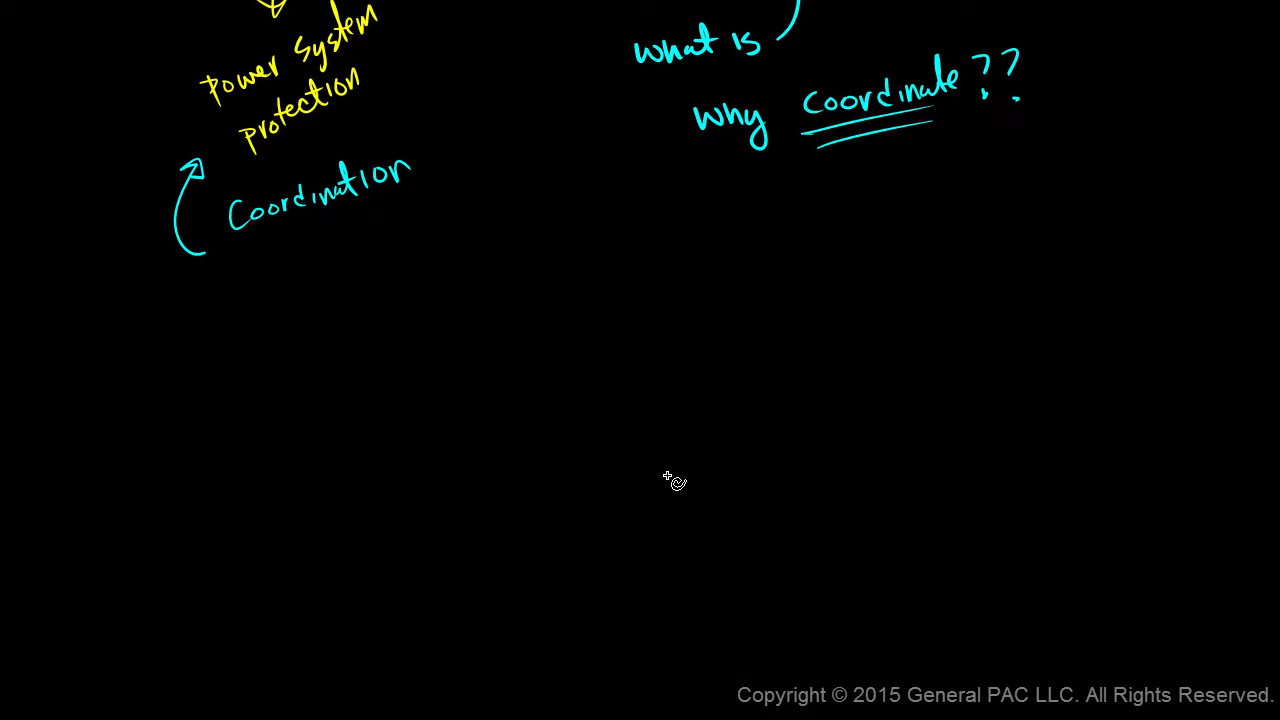 Power System
protection
Coordination
What is
Why Coordinate??
Copyright © 2015 General PAC LLC. All Rights Reserved.